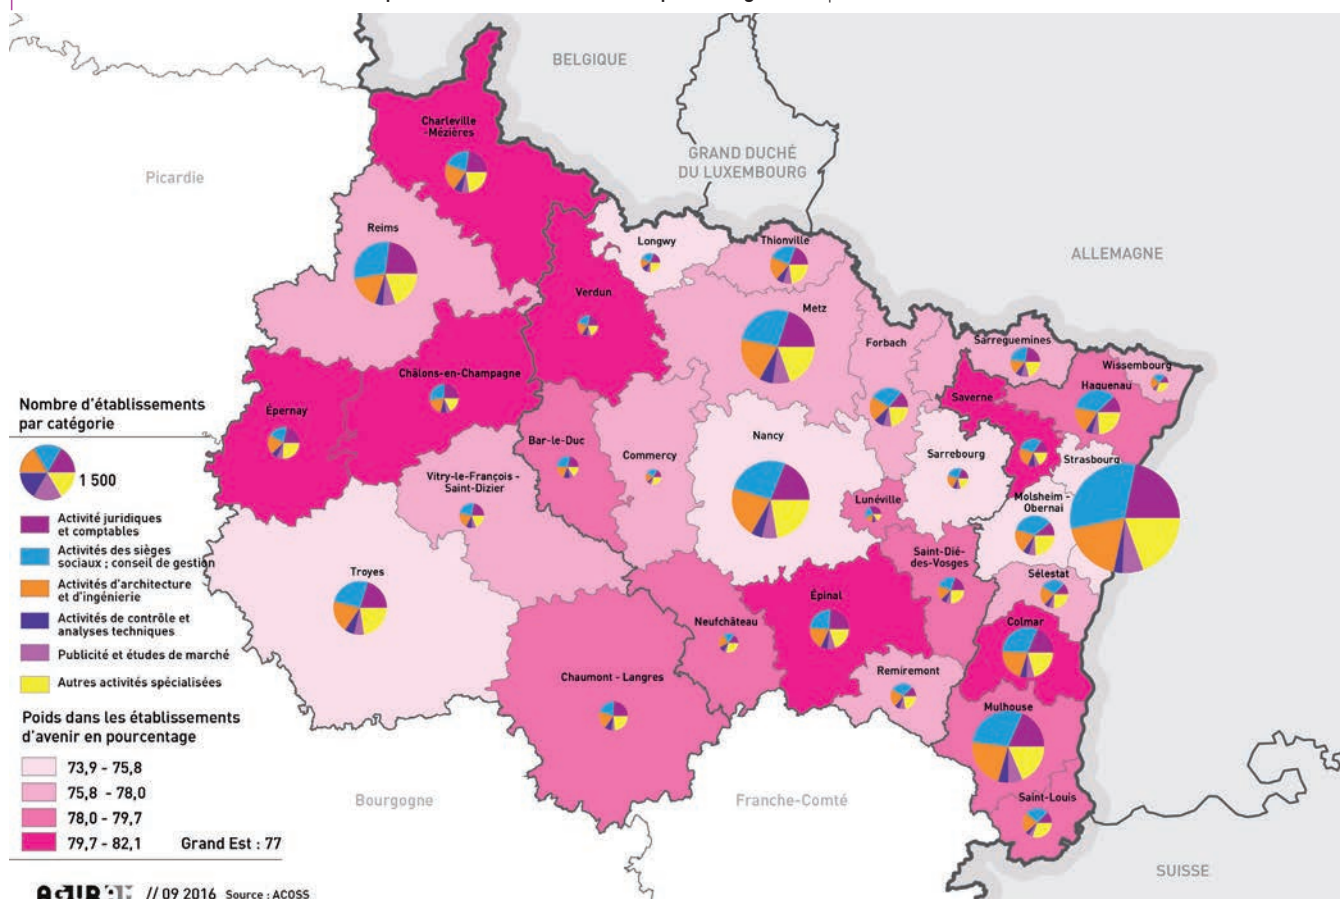 BELGIQUE
Charleville
-Mézières
GRAND DUCHÉ
DU LUXEMBOURG
Picardie
Reims
Longwy
Thionville
ALLEMAGNE
Verdun
Metz
Forbach
Sarreguemines
Wissembourg
Haguenau
Châlons-en-Champagne
Saverne
Épernay
Nancy
Bar-le-Duc
Commercy
Sarrebourg
Strasbourg
Vitry-le-François -
Saint-Dizier
Lunéville
Molsheim -
Obernai
Saint-Dié-
des-Vosges
Troyes
Sélestat
Épinal
Neufchâteau
Colmar
Chaumont - Langres
Remiremont
Mulhouse
Bourgogne
Franche-Comté
Saint-Louis
SUISSE
Nombre d'établissements
par catégorie
1 500
Activité juridiques
et comptables
Activités des sièges
sociaux ; conseil de gestion
Activités d'architecture
et d'ingénierie
Activités de contrôle et
analyses techniques
Publicité et études de marché
Autres activités spécialisées
Poids dans les établissements
d'avenir en pourcentage
73,9 - 75,8
75,8 - 78,0
78,0 - 79,7
79,7 - 82,1 Grand Est : 77
// 09 2016 Source : ACOSS